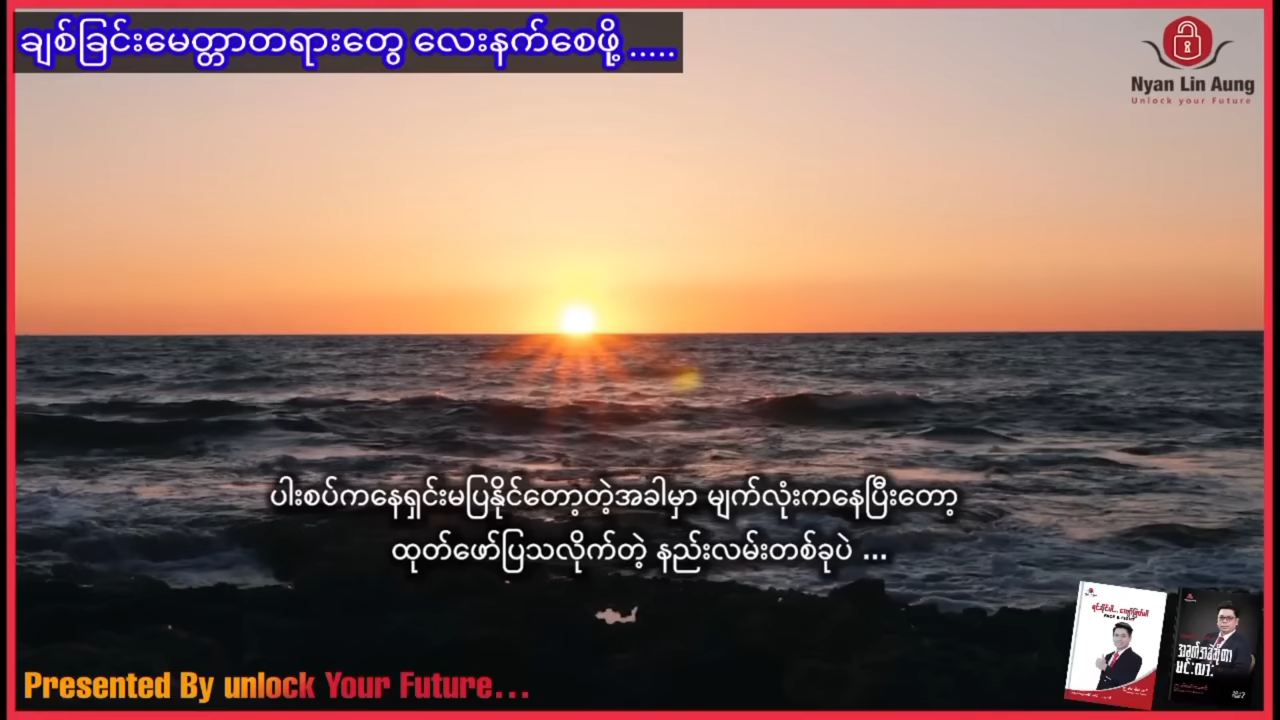 ချစ်ခြင်းမေတ္တာတရားတွေ လေးနက်စေဖို့ .....
Nyan Lin Aung
Unlock your Future
ပါးစပ်ကနေရှင်းမပြနိုင်တော့တဲ့အခါမှာ မျက်လုံးကနေပြီးတော့
ထုတ်ဖော်ပြသလိုက်တဲ့ နည်းလမ်းတစ်ခုပဲ ...
Presented By unlock Your Future...